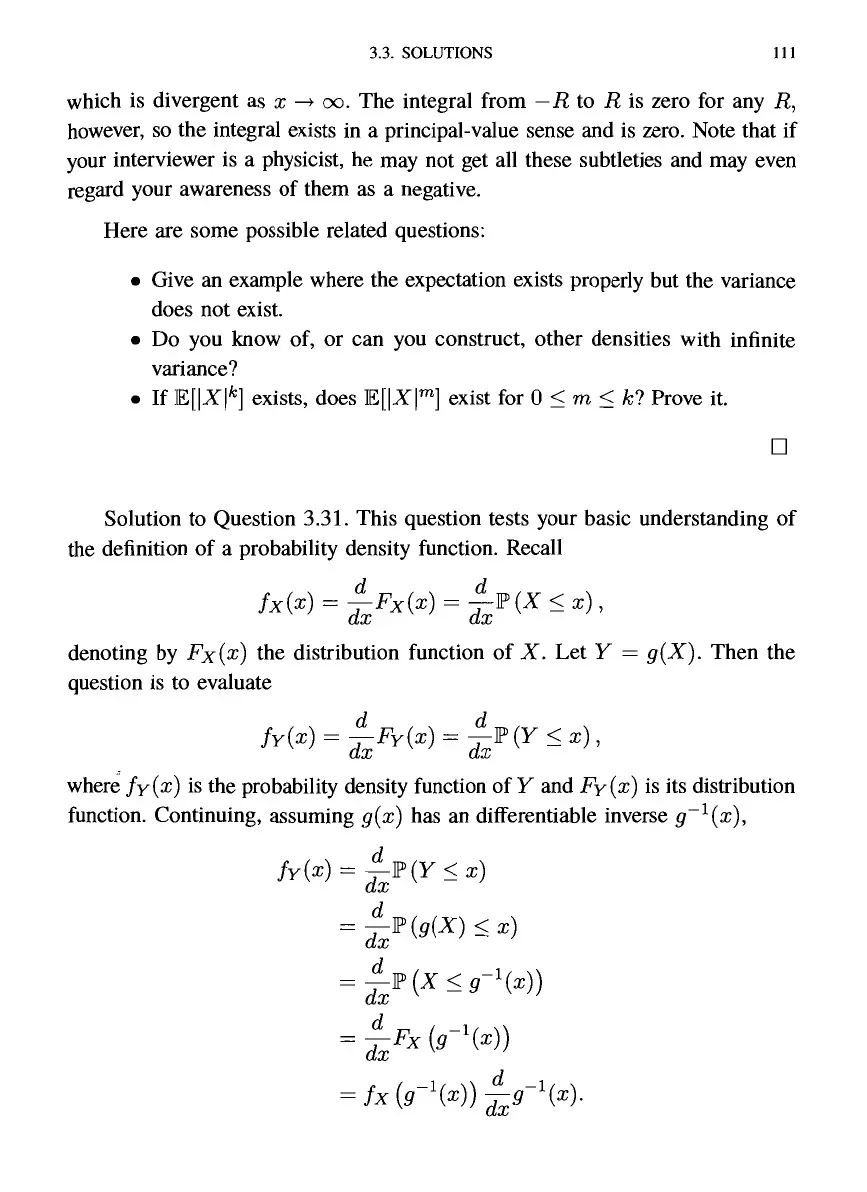 3.3. SOLUTIONS 111
which is divergent as x → ∞. The integral from −R to R is zero for any R,
however, so the integral exists in a principal-value sense and is zero. Note that if
your interviewer is a physicist, he may not get all these subtleties and may even
regard your awareness of them as a negative.
Here are some possible related questions:
• Give an example where the expectation exists properly but the variance
does not exist.
• Do you know of, or can you construct, other densities with infinite
variance?
• If 𝔼[|X|^k] exists, does 𝔼[|X|^m] exist for 0 ≤ m ≤ k? Prove it.
□
Solution to Question 3.31. This question tests your basic understanding of
the definition of a probability density function. Recall
f_X(x) = d/dx F_X(x) = d/dx ℙ (X ≤ x),
denoting by F_X(x) the distribution function of X. Let Y = g(X). Then the
question is to evaluate
f_Y(x) = d/dx F_Y(x) = d/dx ℙ (Y ≤ x),
where f_Y(x) is the probability density function of Y and F_Y(x) is its distribution
function. Continuing, assuming g(x) has an differentiable inverse g^{-1}(x),
f_Y(x) = d/dx ℙ (Y ≤ x)
= d/dx ℙ (g(X) ≤ x)
= d/dx ℙ (X ≤ g^{-1}(x))
= d/dx F_X (g^{-1}(x))
= f_X (g^{-1}(x)) d/dx g^{-1}(x).